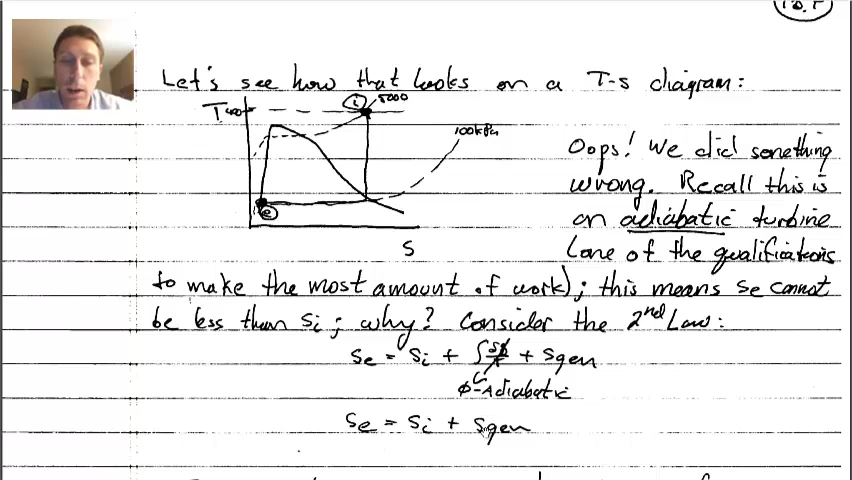 Let's see how that looks on a T-s diagram:
T
400
i
5000
100kPa
e
s
Oops! We did something
wrong. Recall this is
an adiabatic turbine
(one of the qualifications
to make the most amount of work); this means se cannot
be less than si; why? Consider the 2nd Law:
se = si + ∫δq/T + sgen
ϕ - Adiabatic
se = si + sgen